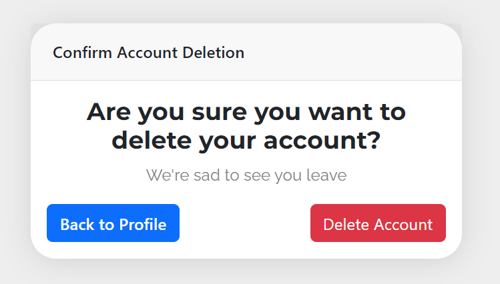 Confirm Account Deletion
Are you sure you want to
delete your account?
We're sad to see you leave
Back to Profile
Delete Account